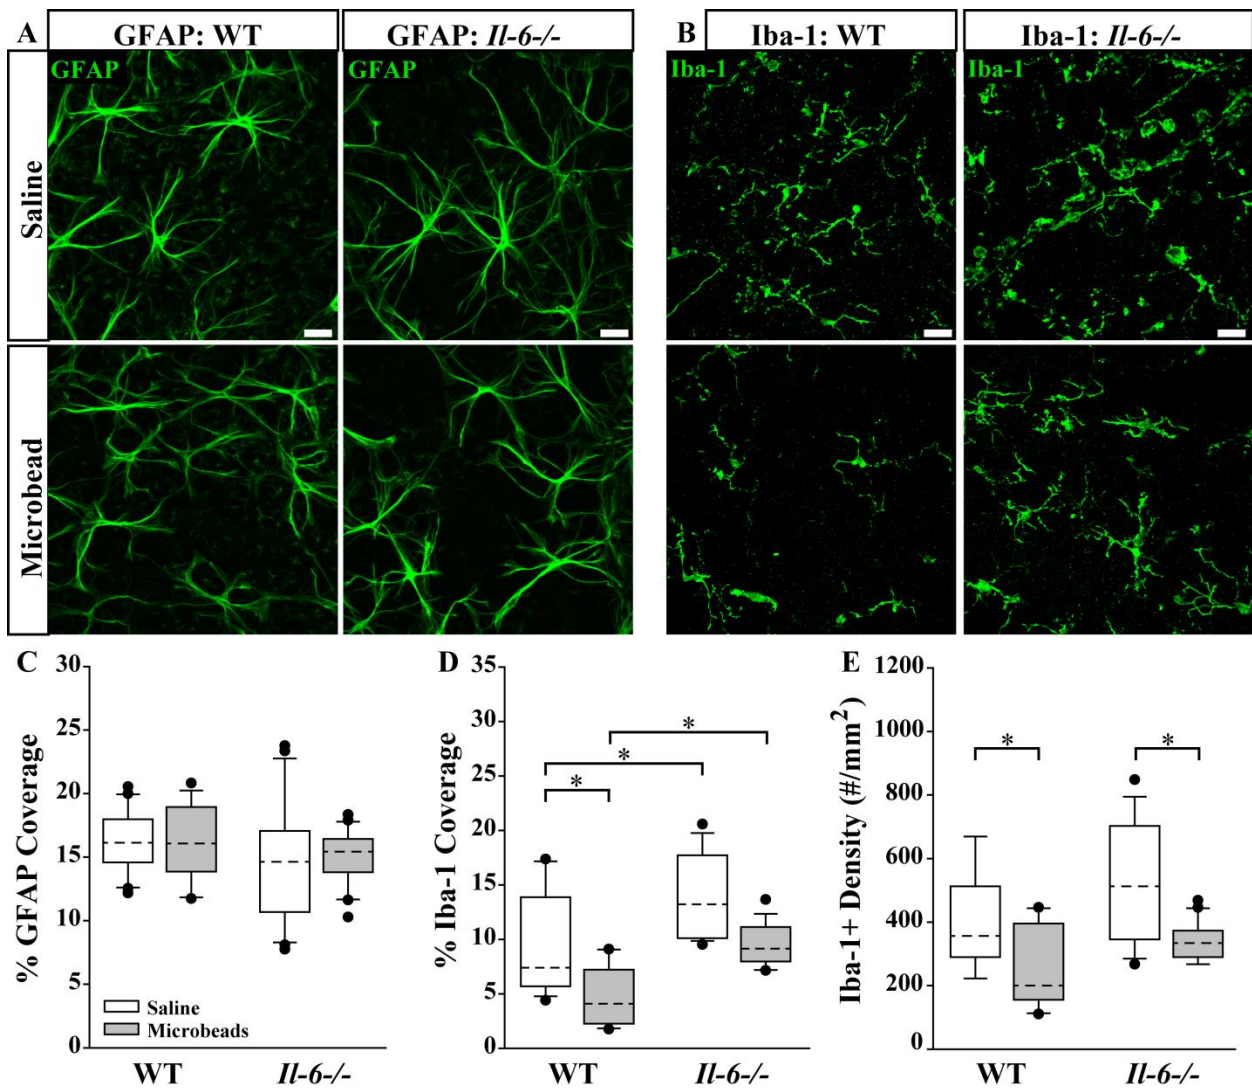 A GFAP: WT GFAP: Il-6-/- B Iba-1: WT Iba-1: Il-6-/-
Saline
GFAP GFAP Iba-1 Iba-1
Microbead
C
% GFAP Coverage
30
25
20
15
10
5
0
Saline
Microbeads
WT Il-6-/-
D
% Iba-1 Coverage
35
30
25
20
15
10
5
0
* * *
WT Il-6-/-
E
Iba-1+ Density (#/mm²)
1200
1000
800
600
400
200
0
* *
WT Il-6-/-